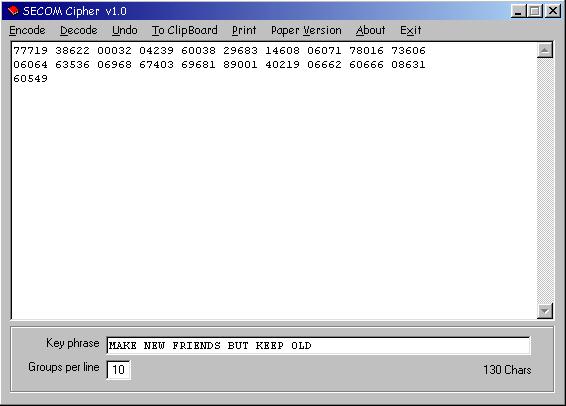 SECOM Cipher v1.0
Encode Decode Undo To ClipBoard Print Paper Version About Exit
77719 38622 00032 04239 60038 29683 14608 06071 78016 73606
06064 63536 06968 67403 69681 89001 40219 06662 60666 08631
60549
Key phrase MAKE NEW FRIENDS BUT KEEP OLD
Groups per line 10 130 Chars